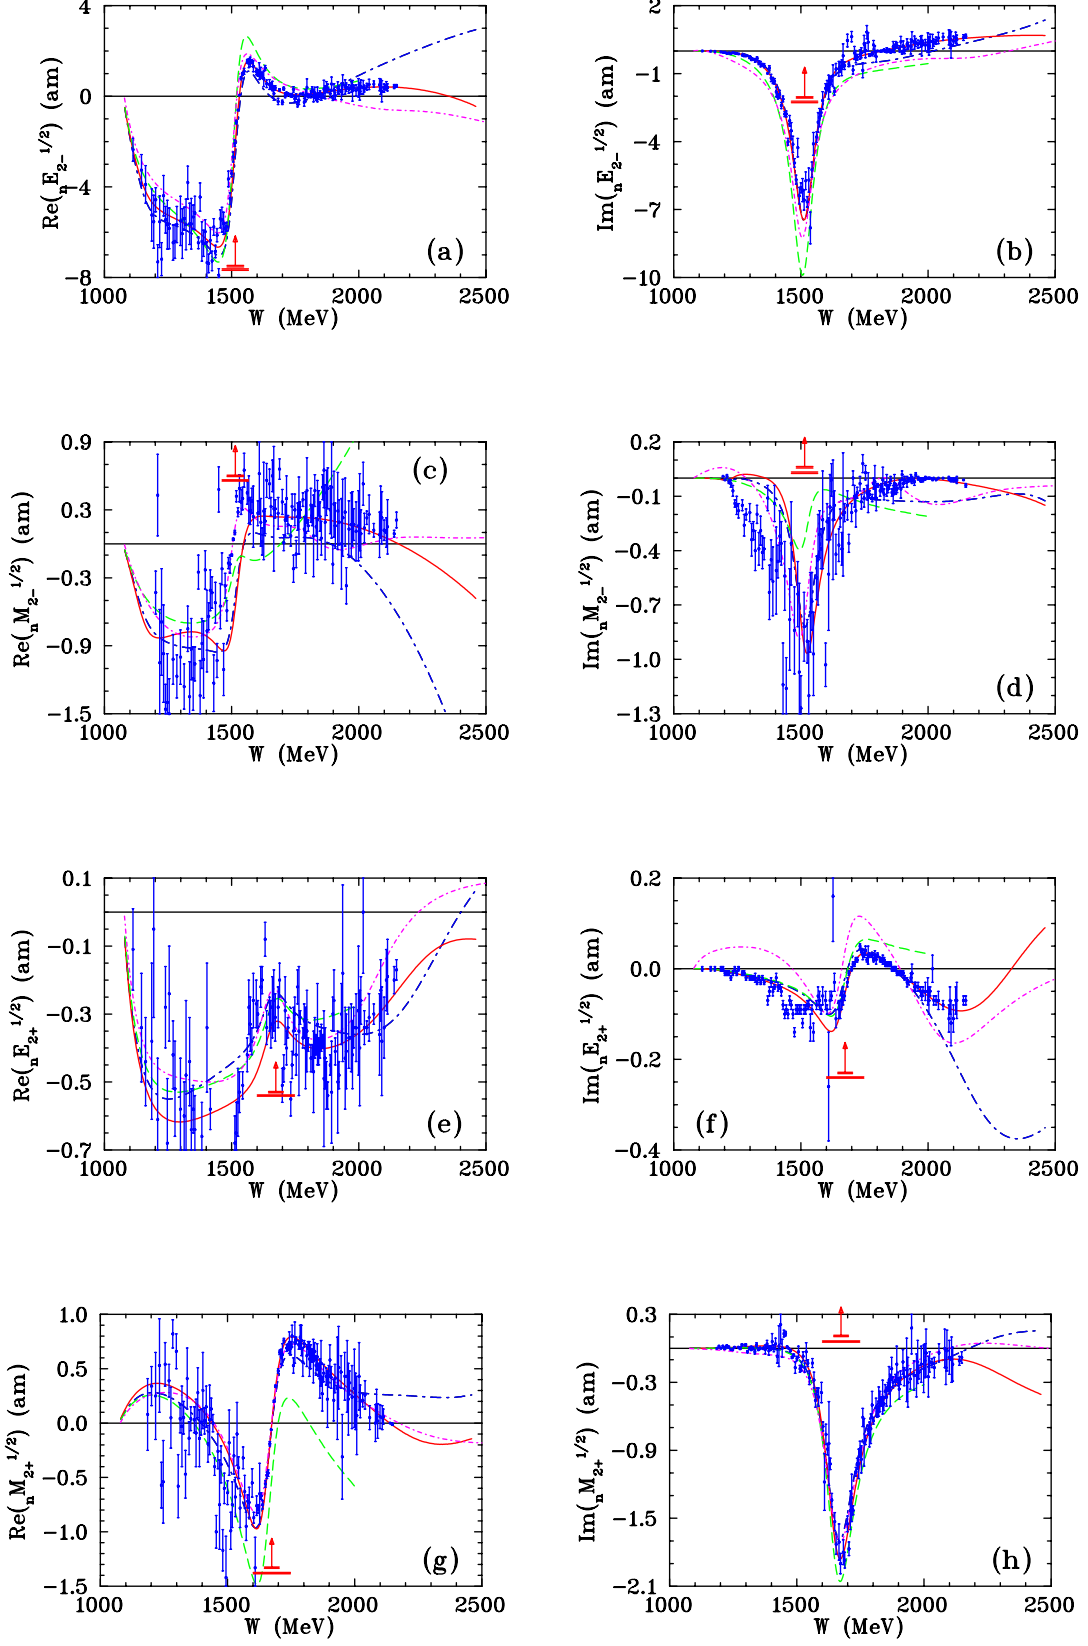 4
0
−4
−8
Re(nE2−1/2) (am)
(a)
1000 1500 2000 2500
W (MeV)
2
−1
−4
−7
−10
Im(nE2−1/2) (am)
(b)
1000 1500 2000 2500
W (MeV)
0.9
0.3
−0.3
−0.9
−1.5
Re(nM2−1/2) (am)
(c)
1000 1500 2000 2500
W (MeV)
0.2
−0.1
−0.4
−0.7
−1.0
−1.3
Im(nM2−1/2) (am)
(d)
1000 1500 2000 2500
W (MeV)
0.1
−0.1
−0.3
−0.5
−0.7
Re(nE2+1/2) (am)
(e)
1000 1500 2000 2500
W (MeV)
0.2
0.0
−0.2
−0.4
Im(nE2+1/2) (am)
(f)
1000 1500 2000 2500
W (MeV)
1.0
0.5
0.0
−0.5
−1.0
−1.5
Re(nM2+1/2) (am)
(g)
1000 1500 2000 2500
W (MeV)
0.3
−0.3
−0.9
−1.5
−2.1
Im(nM2+1/2) (am)
(h)
1000 1500 2000 2500
W (MeV)